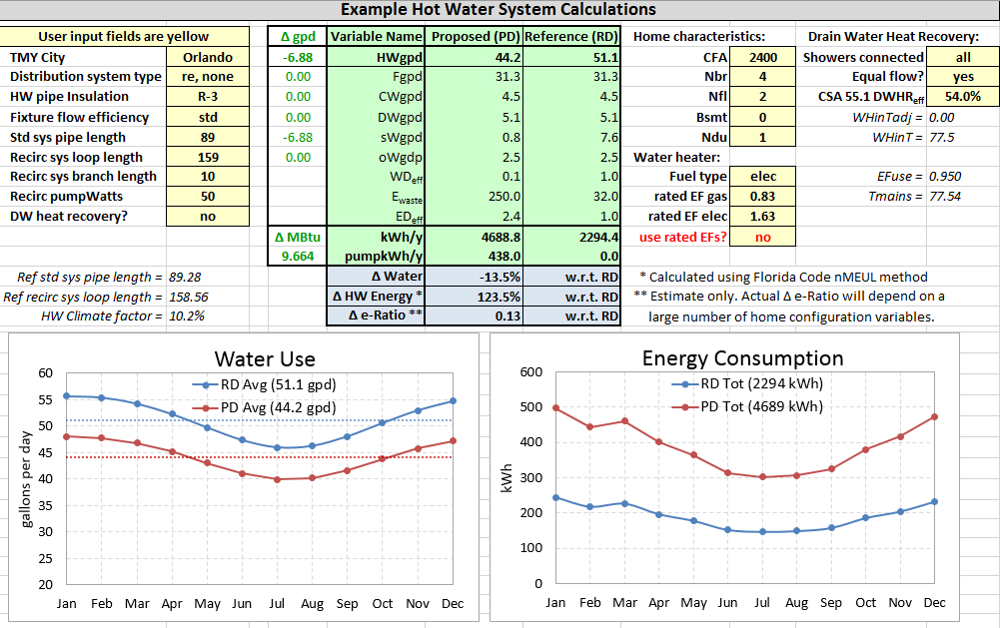 Example Hot Water System Calculations
User input fields are yellow Δ gpd Variable Name Proposed (PD) Reference (RD) Home characteristics: Drain Water Heat Recovery:
TMY City Orlando -6.88 HWgpd 44.2 51.1 CFA 2400 Showers connected all
Distribution system type re, none 0.00 Fgpd 31.3 31.3 Nbr 4 Equal flow? yes
HW pipe Insulation R-3 0.00 CWgpd 4.5 4.5 Nfl 2 CSA 55.1 DWHReff 54.0%
Fixture flow efficiency std 0.00 DWgpd 5.1 5.1 Bsmt 0 WHinTadj = 0.00
Std sys pipe length 89 -6.88 sWgpd 0.8 7.6 Ndu 1 WHinT = 77.5
Recirc sys loop length 159 0.00 oWgdp 2.5 2.5 Water heater:
Recirc sys branch length 10 WDeff 0.1 1.0 Fuel type elec EFuse = 0.950
Recirc pumpWatts 50 Ewaste 250.0 32.0 rated EF gas 0.83 Tmains = 77.54
DW heat recovery? no EDeff 2.4 1.0 rated EF elec 1.63
Δ MBtu kWh/y 4688.8 2294.4 use rated EFs? no
9.664 pumpkWh/y 438.0 0.0
Ref std sys pipe length = 89.28 Δ Water -13.5% w.r.t. RD * Calculated using Florida Code nMEUL method
Ref recirc sys loop length = 158.56 Δ HW Energy * 123.5% w.r.t. RD ** Estimate only. Actual Δ e-Ratio will depend on a
HW Climate factor = 10.2% Δ e-Ratio ** 0.13 w.r.t. RD large number of home configuration variables.
Water Use
RD Avg (51.1 gpd)
PD Avg (44.2 gpd)
gallons per day
60
55
50
45
40
35
30
25
20
Jan Feb Mar Apr May Jun Jul Aug Sep Oct Nov Dec
Energy Consumption
RD Tot (2294 kWh)
PD Tot (4689 kWh)
kWh
600
500
400
300
200
100
0
Jan Feb Mar Apr May Jun Jul Aug Sep Oct Nov Dec